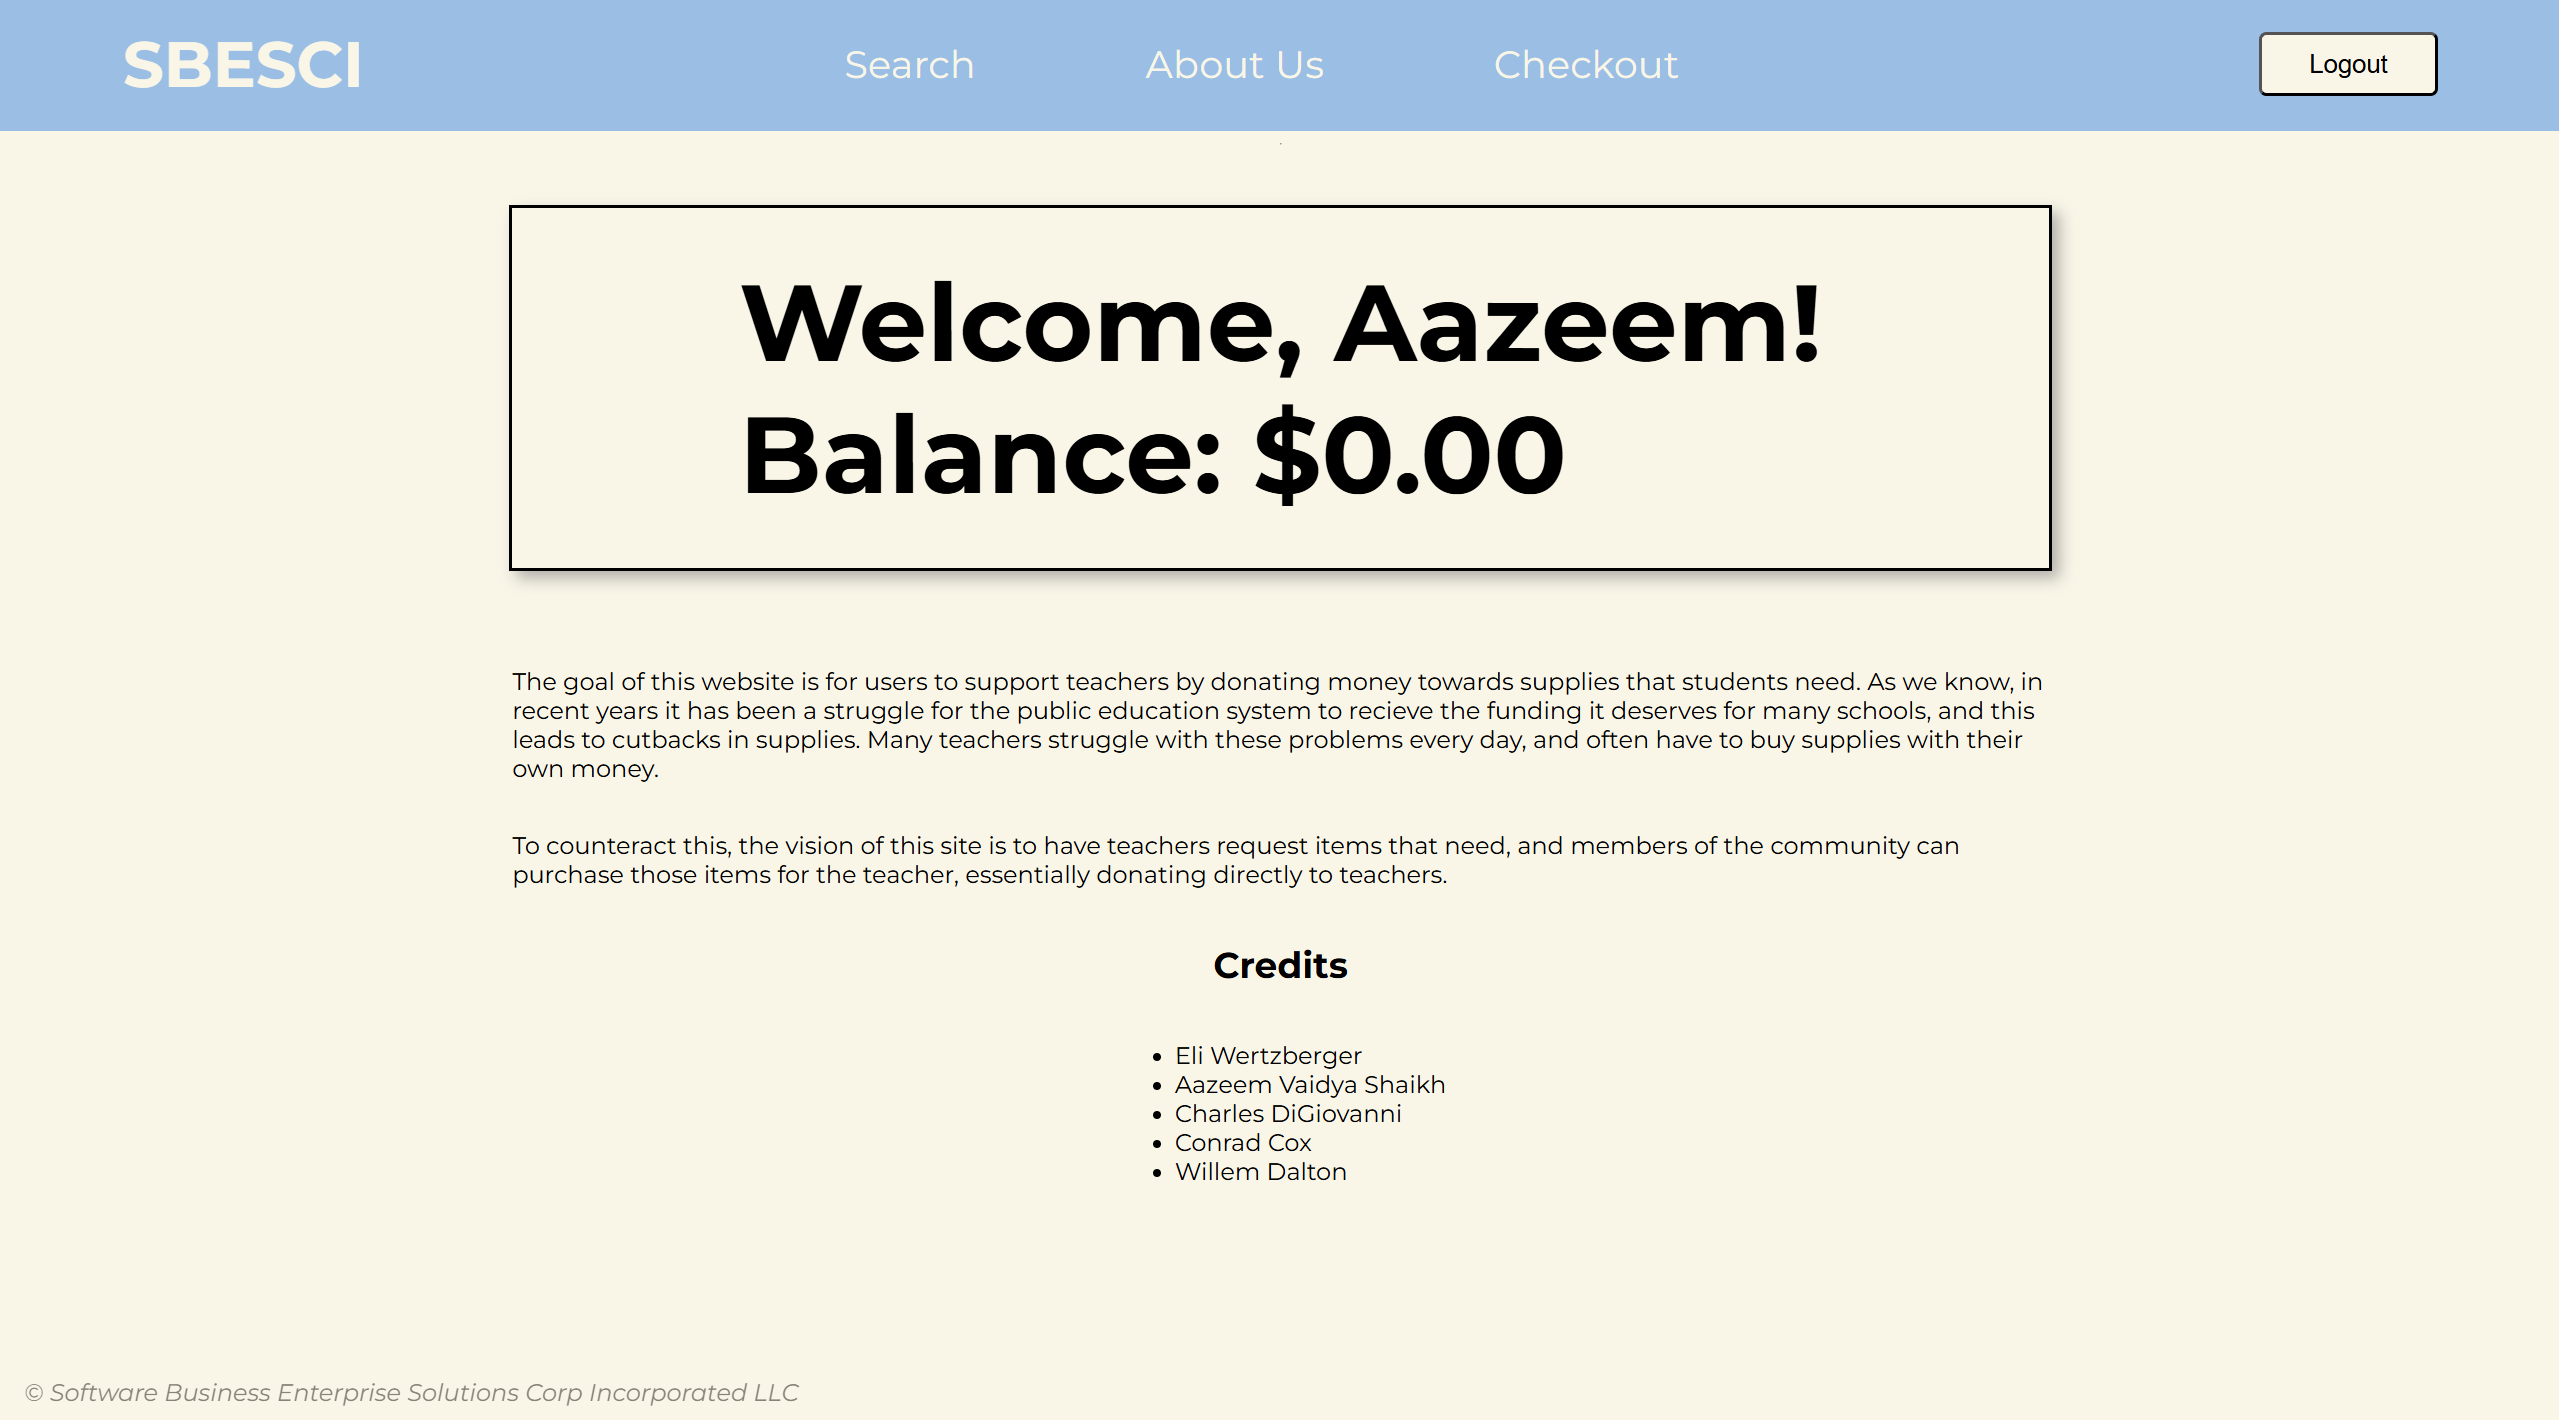 SBESCI
Search
About Us
Checkout
Logout
Welcome, Aazeem!
Balance: $0.00
The goal of this website is for users to support teachers by donating money towards supplies that students need. As we know, in
recent years it has been a struggle for the public education system to recieve the funding it deserves for many schools, and this
leads to cutbacks in supplies. Many teachers struggle with these problems every day, and often have to buy supplies with their
own money.
To counteract this, the vision of this site is to have teachers request items that need, and members of the community can
purchase those items for the teacher, essentially donating directly to teachers.
Credits
• Eli Wertzberger
• Aazeem Vaidya Shaikh
• Charles DiGiovanni
• Conrad Cox
• Willem Dalton
© Software Business Enterprise Solutions Corp Incorporated LLC